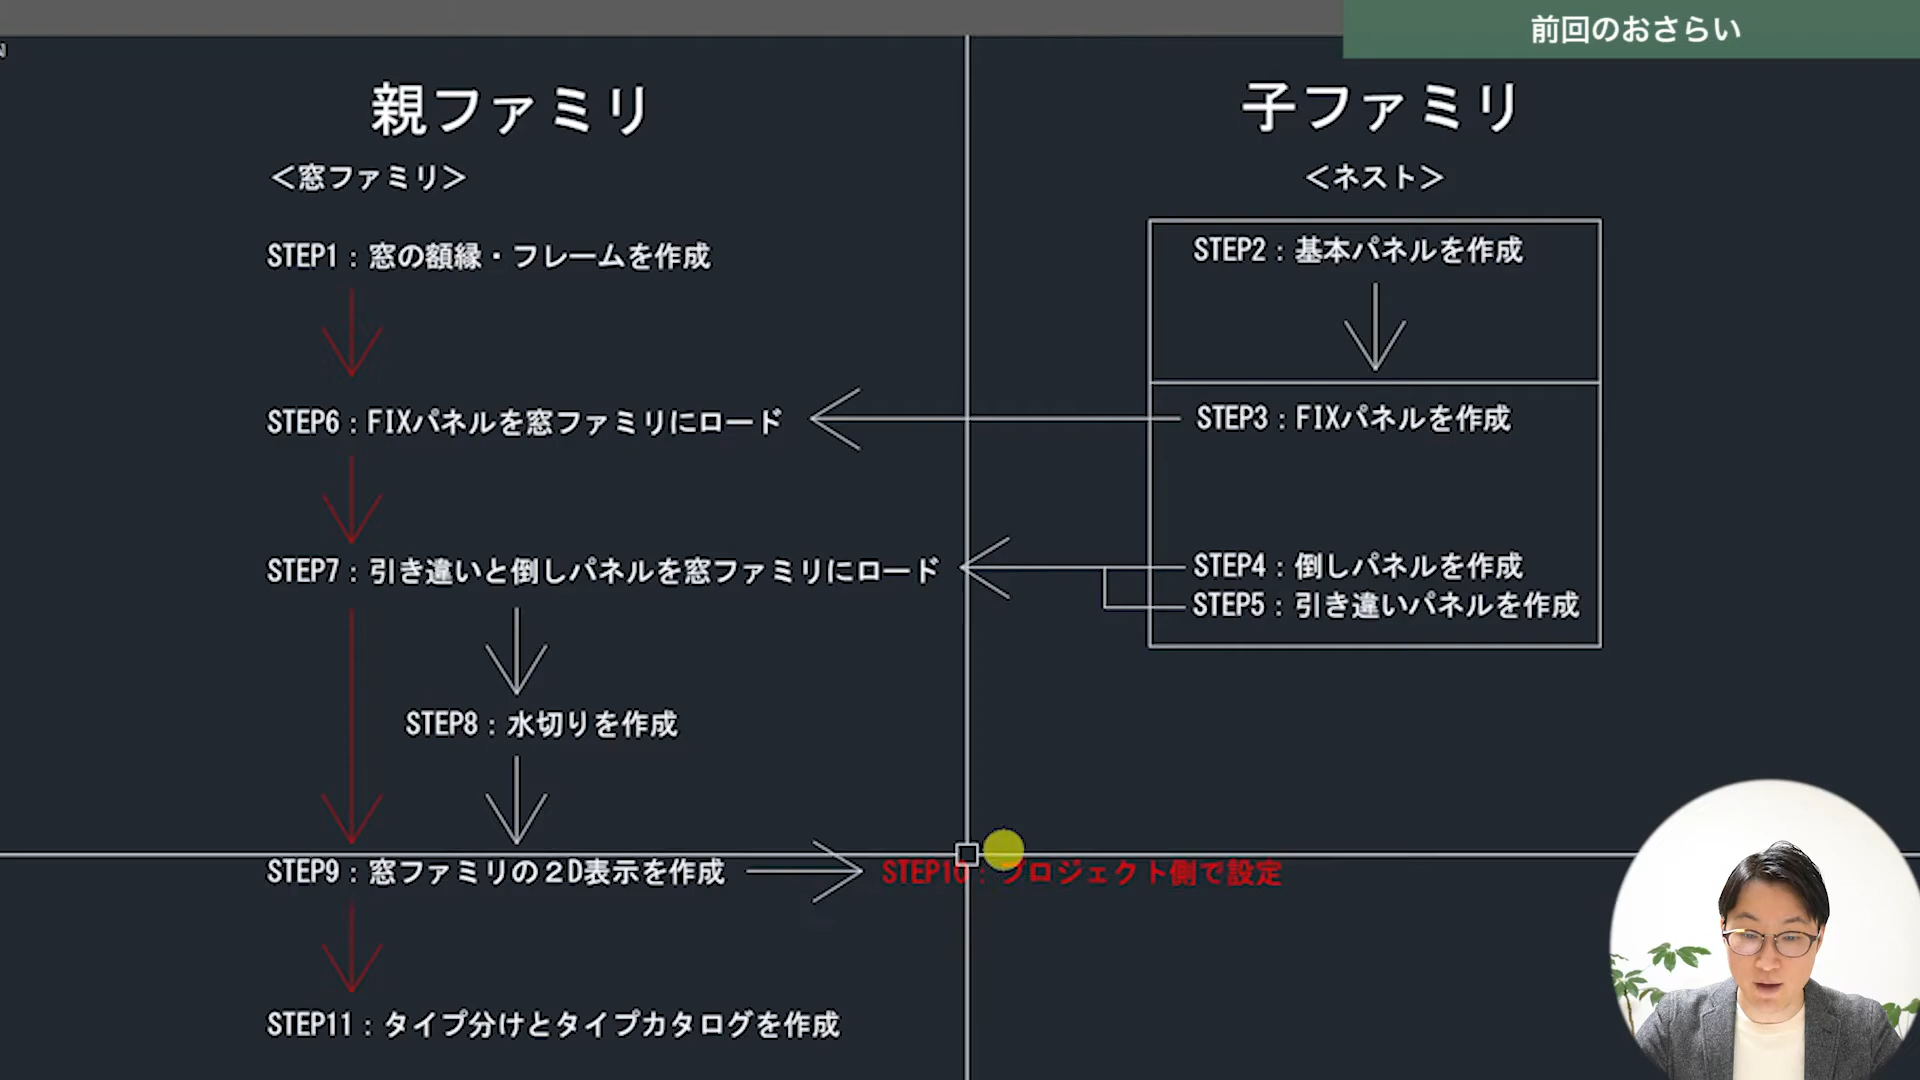 前回のおさらい
N
親ファミリ
＜窓ファミリ＞
STEP1：窓の額縁・フレームを作成
STEP6：FIXパネルを窓ファミリにロード
STEP7：引き違いと倒しパネルを窓ファミリにロード
STEP8：水切りを作成
STEP9：窓ファミリの２D表示を作成
STEP10：プロジェクト側で設定
STEP11：タイプ分けとタイプカタログを作成
子ファミリ
＜ネスト＞
STEP2：基本パネルを作成
STEP3：FIXパネルを作成
STEP4：倒しパネルを作成
STEP5：引き違いパネルを作成